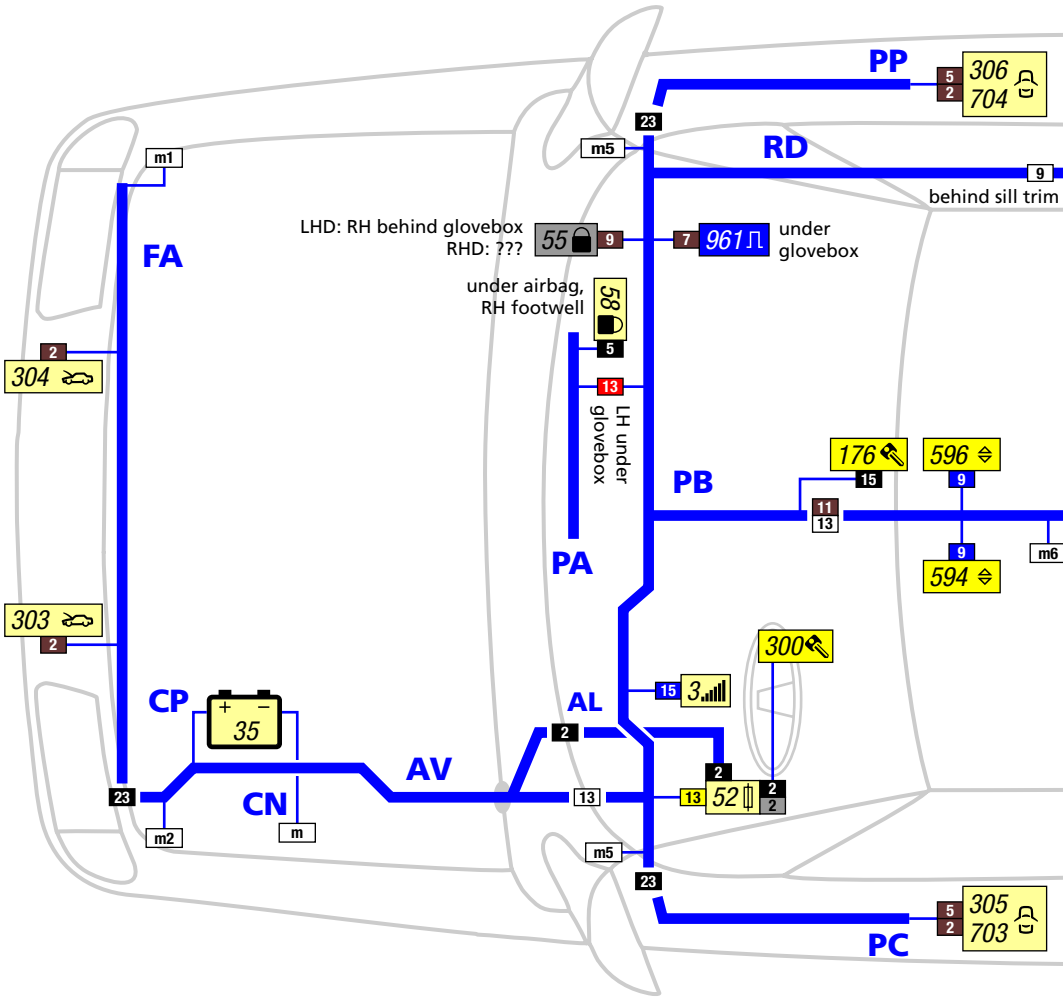 PP
5
2
306
704
23
m5
RD
9
behind sill trim
m1
FA
LHD: RH behind glovebox
RHD: ???
55
9
7
961
under
glovebox
under airbag,
RH footwell
58
5
2
304
13
LH under
glovebox
176
15
596
9
PB
11
13
PA
9
594
m6
303
2
300
CP
+ −
35
15
3
AL
2
AV
2
23
CN
13
13
52
2
2
m2
m
m5
23
5
2
305
703
PC